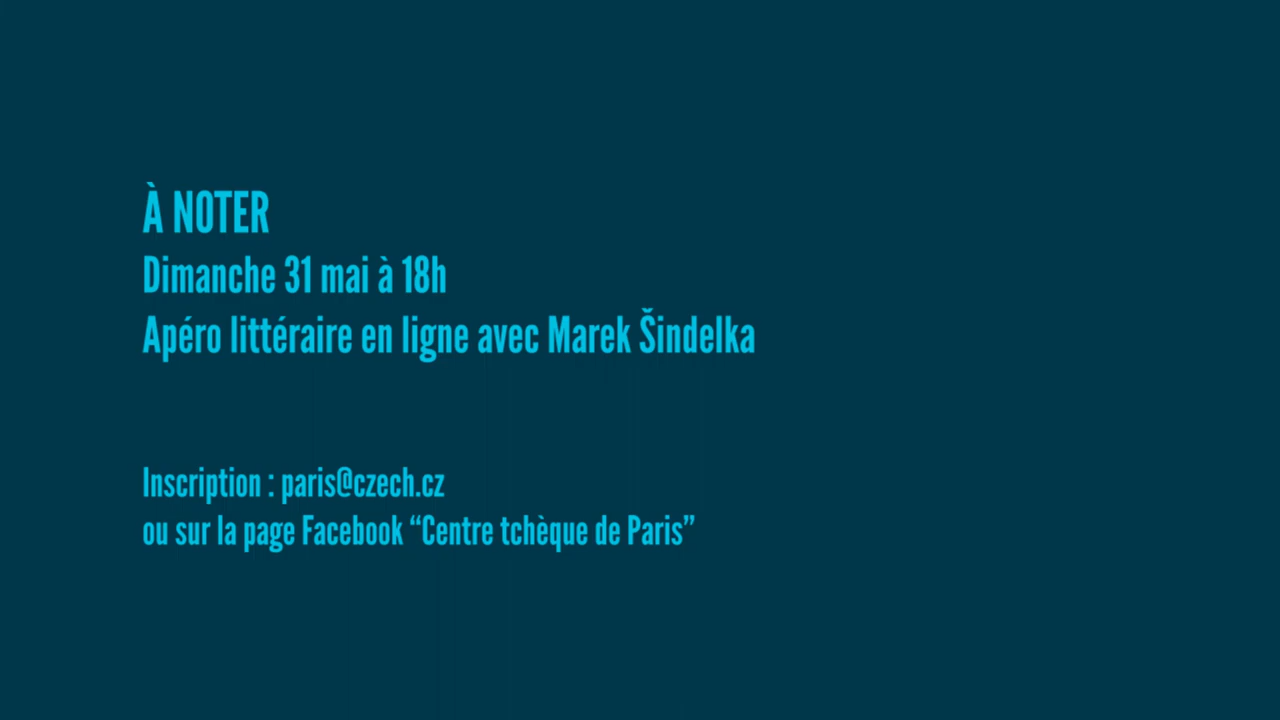 À NOTER
Dimanche 31 mai à 18h
Apéro littéraire en ligne avec Marek Šindelka
Inscription : paris@czech.cz
ou sur la page Facebook “Centre tchèque de Paris”